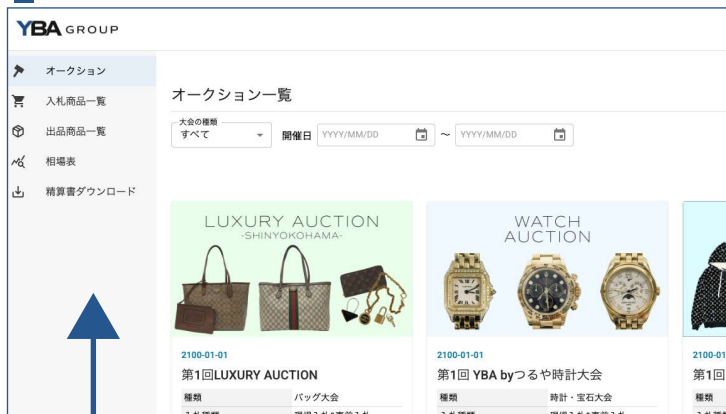 YBA GROUP
オークション
入札商品一覧
出品商品一覧
相場表
精算書ダウンロード
オークション一覧
大会の種類
すべて
開催日 YYYY/MM/DD ～ YYYY/MM/DD
LUXURY AUCTION
-SHINYOKOHAMA-
2100-01-01
第1回LUXURY AUCTION
種類 バッグ大会
WATCH
AUCTION
2100-01-01
第1回 YBA byつるや時計大会
種類 時計・宝石大会
2100-01
第1回
種類